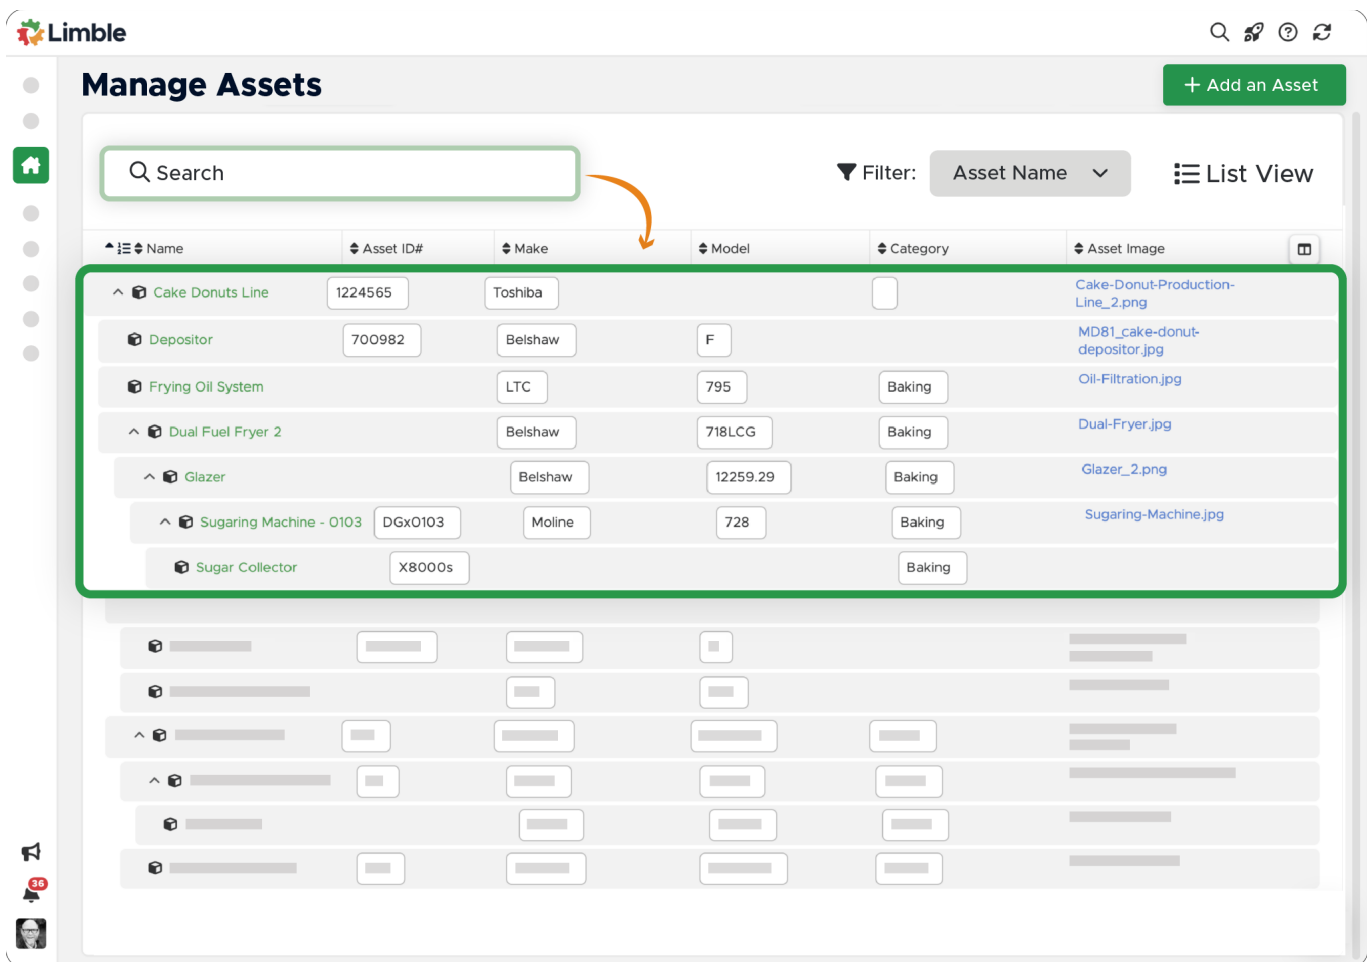 Limble
Manage Assets
+ Add an Asset
Search
Filter:
Asset Name
List View
Name
Asset ID#
Make
Model
Category
Asset Image
Cake Donuts Line
1224565
Toshiba
Cake-Donut-Production-
Line_2.png
Depositor
700982
Belshaw
F
MD81_cake-donut-
depositor.jpg
Frying Oil System
LTC
795
Baking
Oil-Filtration.jpg
Dual Fuel Fryer 2
Belshaw
718LCG
Baking
Dual-Fryer.jpg
Glazer
Belshaw
12259.29
Baking
Glazer_2.png
Sugaring Machine - 0103
DGx0103
Moline
728
Baking
Sugaring-Machine.jpg
Sugar Collector
X8000s
Baking
36